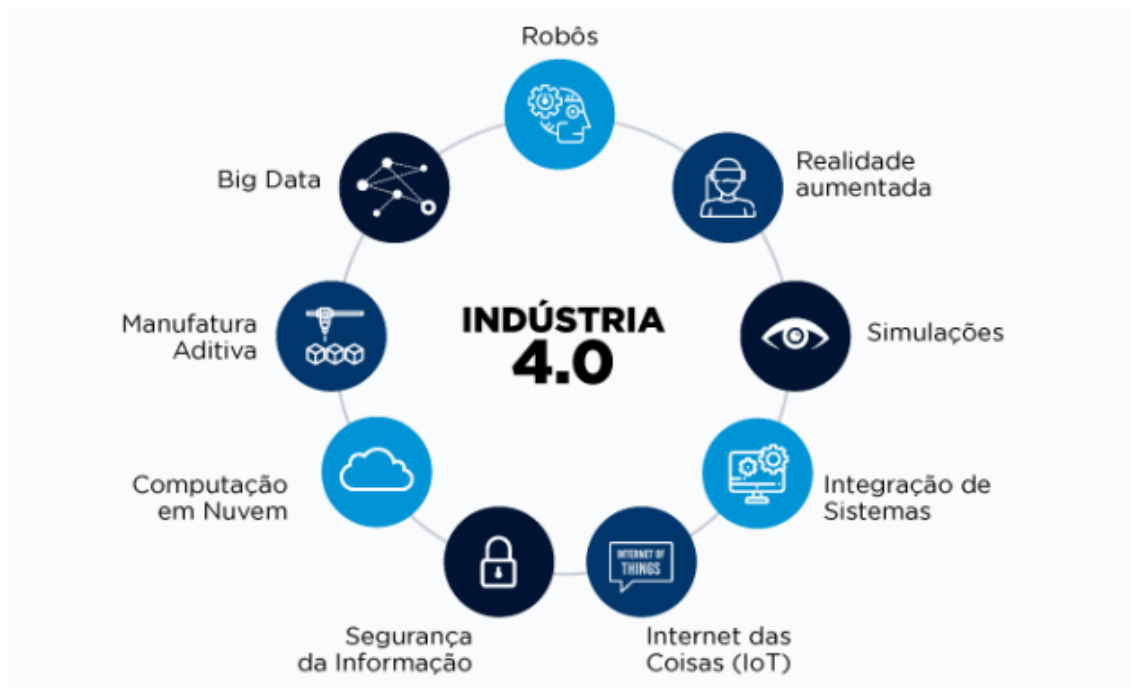 Robôs
Realidade
aumentada
Big Data
INDÚSTRIA
4.0
Manufatura
Aditiva
Simulações
Computação
em Nuvem
Integração de
Sistemas
INTERNET OF
THINGS
Segurança
da Informação
Internet das
Coisas (IoT)